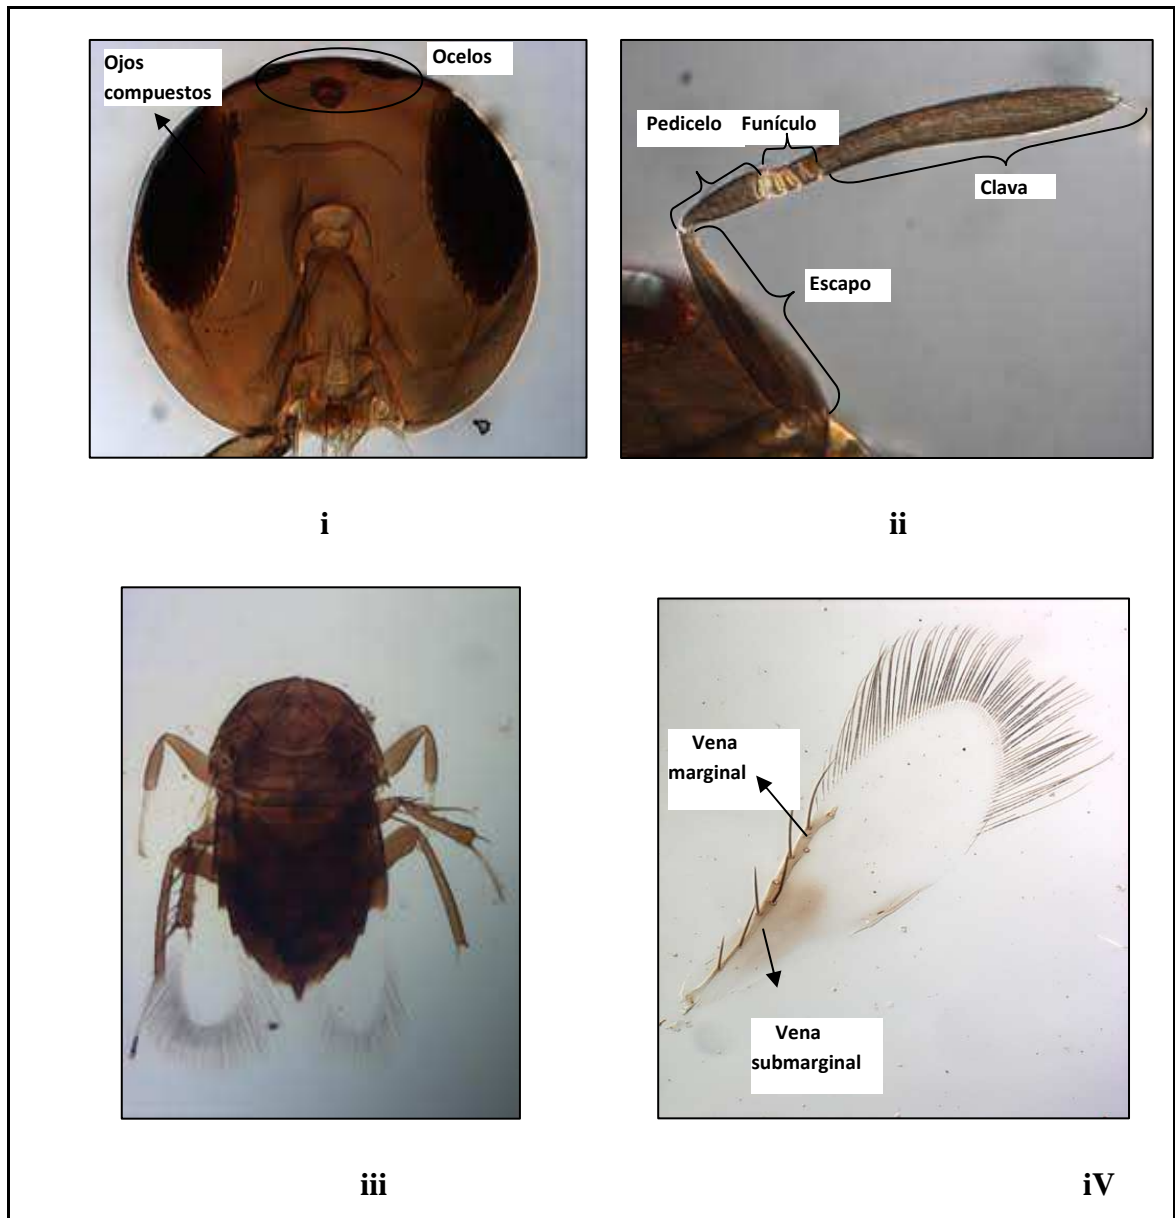 Ojos
compuestos
Ocelos
Pedicelo
Funículo
Clava
Escapo
i
ii
Vena
marginal
Vena
submarginal
iii
iV